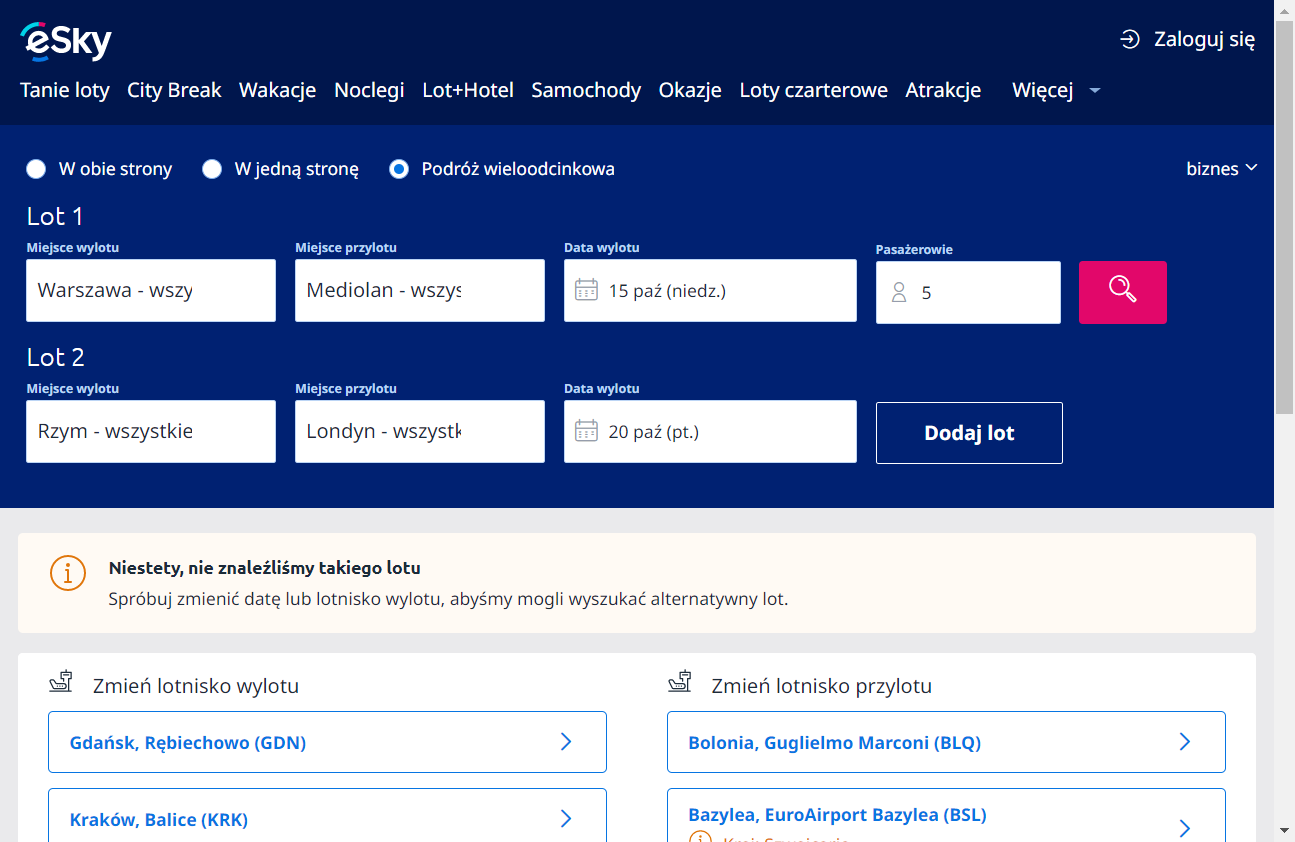 eSky
Zaloguj się
Tanie loty City Break Wakacje Noclegi Lot+Hotel Samochody Okazje Loty czarterowe Atrakcje Więcej
W obie strony W jedną stronę Podróż wieloodcinkowa biznes
Lot 1
Miejsce wylotu Miejsce przylotu Data wylotu Pasażerowie
Warszawa - wszy Mediolan - wszys 15 paź (niedz.) 5
Lot 2
Miejsce wylotu Miejsce przylotu Data wylotu
Rzym - wszystkie Londyn - wszystk 20 paź (pt.) Dodaj lot
Niestety, nie znaleźliśmy takiego lotu
Spróbuj zmienić datę lub lotnisko wylotu, abyśmy mogli wyszukać alternatywny lot.
Zmień lotnisko wylotu Zmień lotnisko przylotu
Gdańsk, Rębiechowo (GDN) Bolonia, Guglielmo Marconi (BLQ)
Kraków, Balice (KRK) Bazylea, EuroAirport Bazylea (BSL)